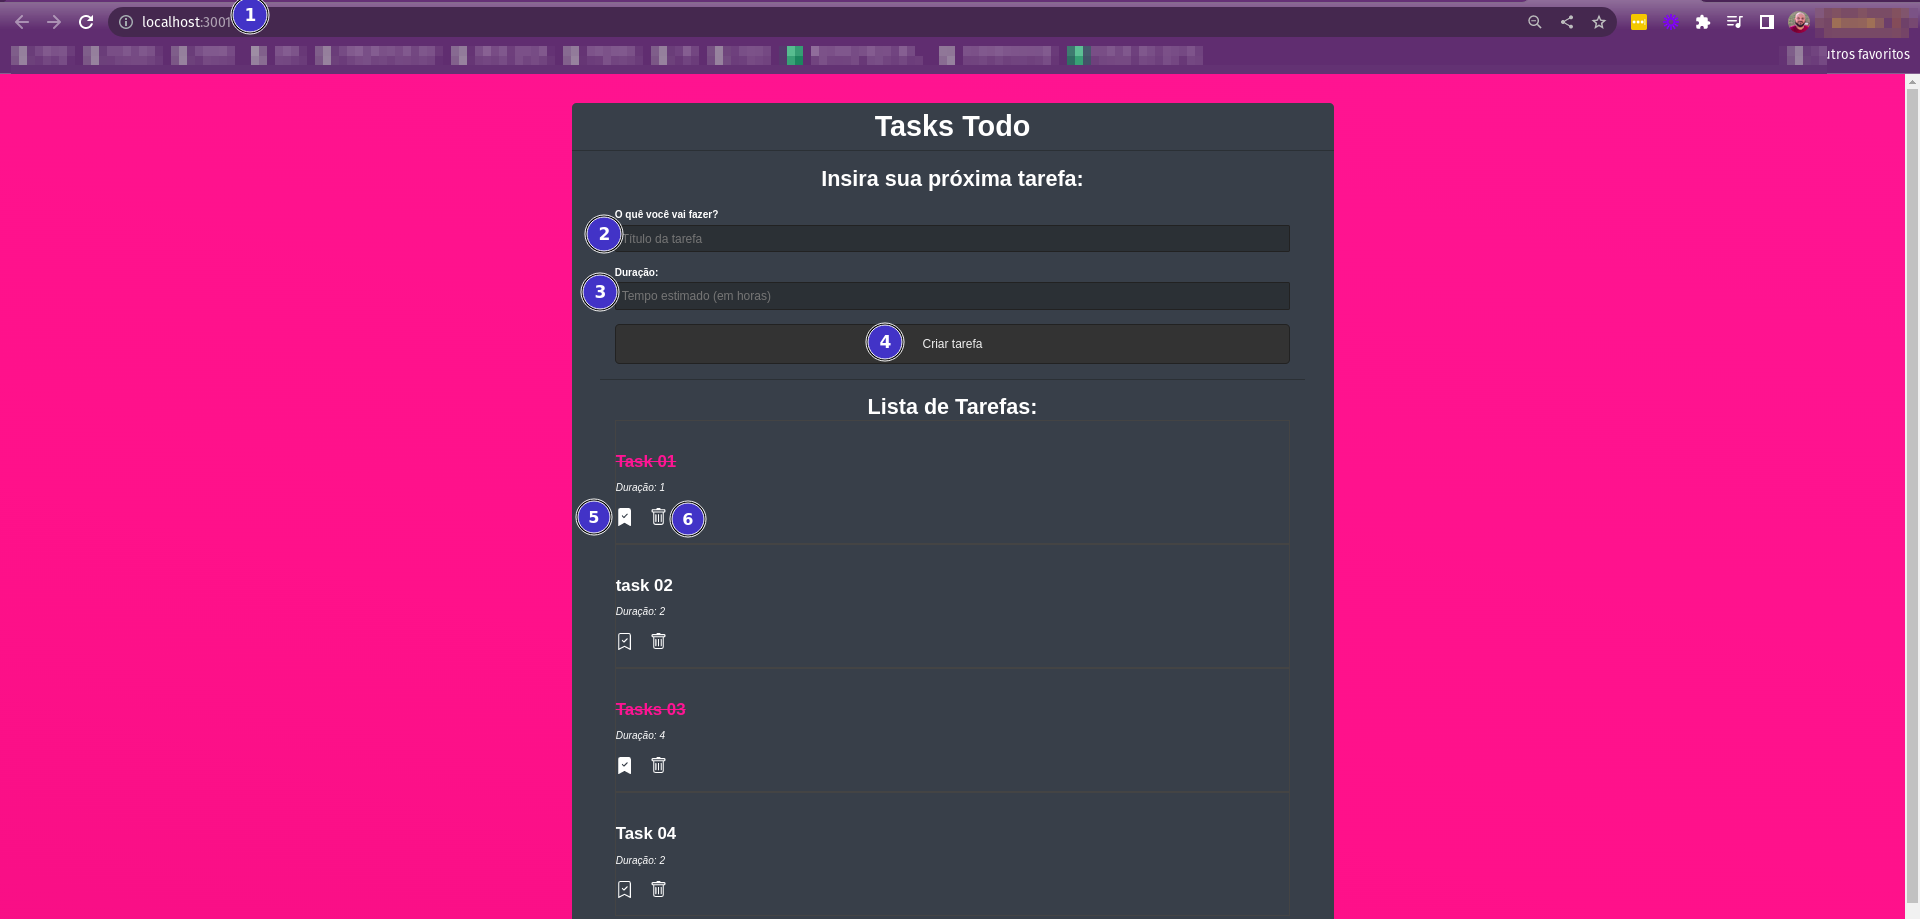 localhost:3001
1
utros favoritos
Tasks Todo
Insira sua próxima tarefa:
O quê você vai fazer?
2
Título da tarefa
Duração:
3
Tempo estimado (em horas)
4
Criar tarefa
Lista de Tarefas:
Task 01
Duração: 1
5
6
task 02
Duração: 2
Tasks 03
Duração: 4
Task 04
Duração: 2